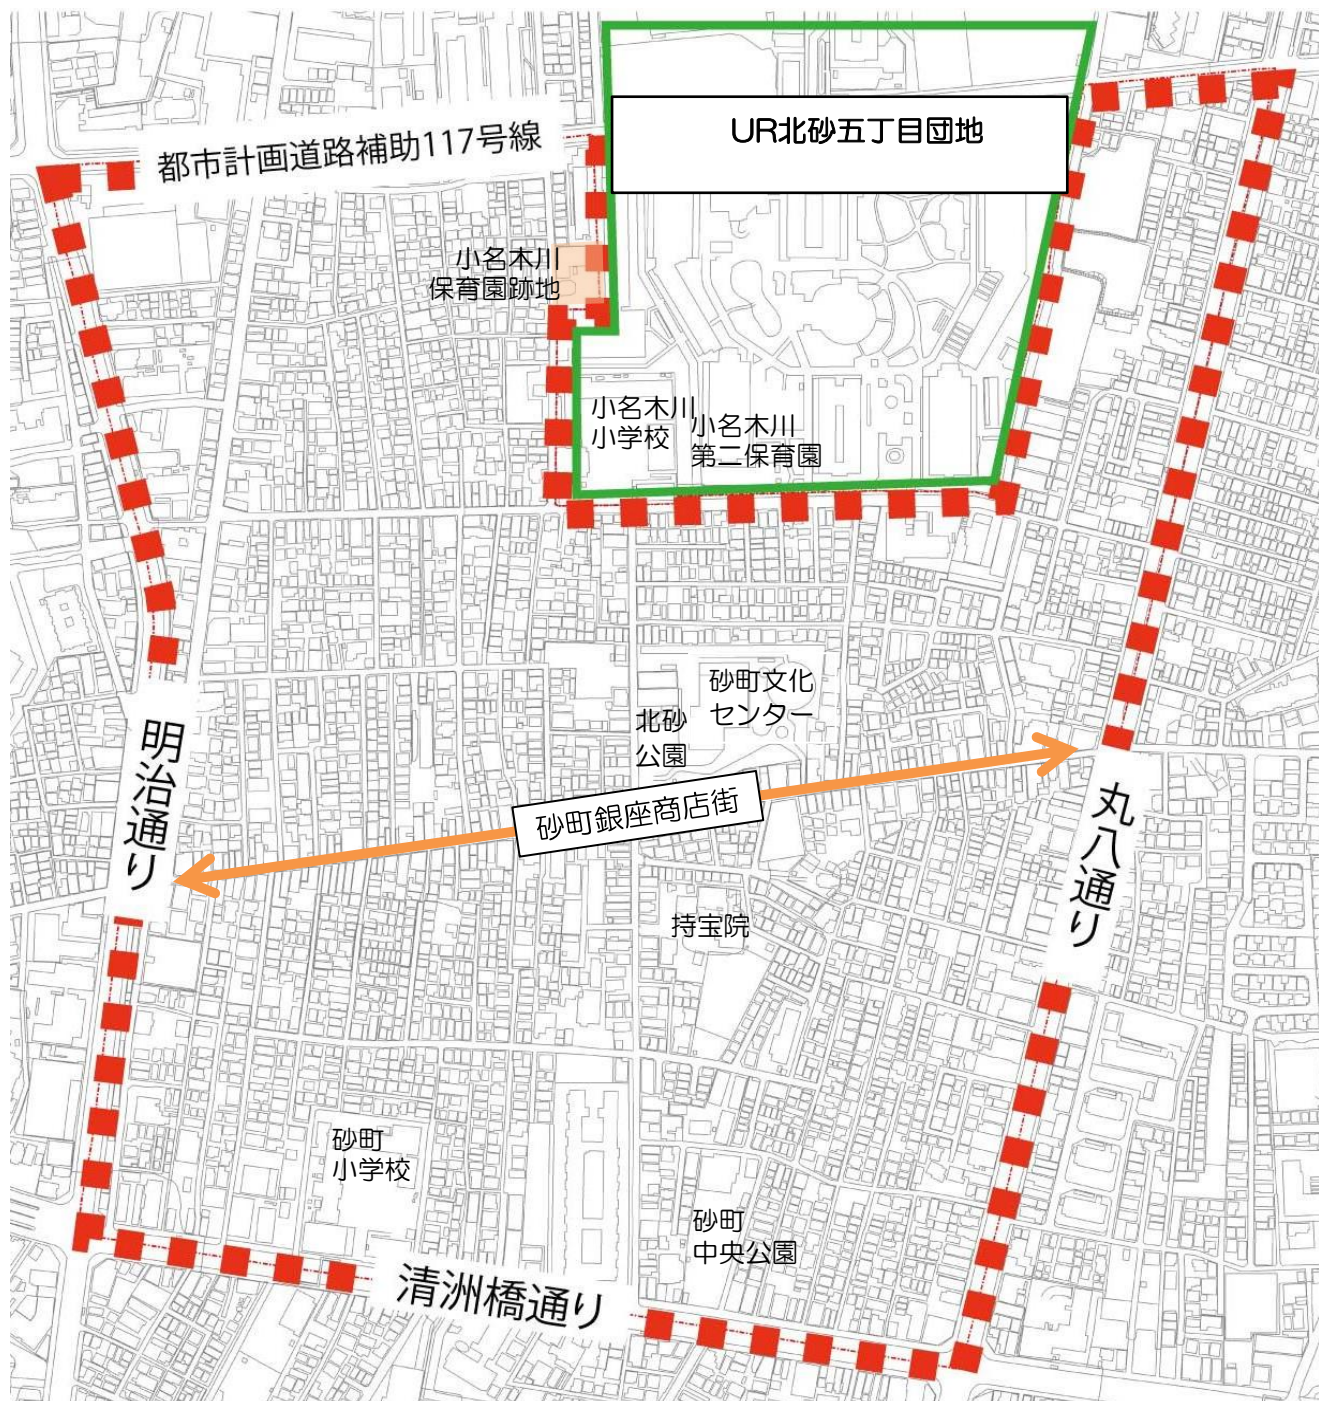 UR北砂五丁目団地
都市計画道路補助117号線
小名木川
保育園跡地
小名木川
小学校
小名木川
第二保育園
砂町文化
センター
北砂
公園
明治通り
砂町銀座商店街
丸八通り
持宝院
砂町
小学校
砂町
中央公園
清洲橋通り